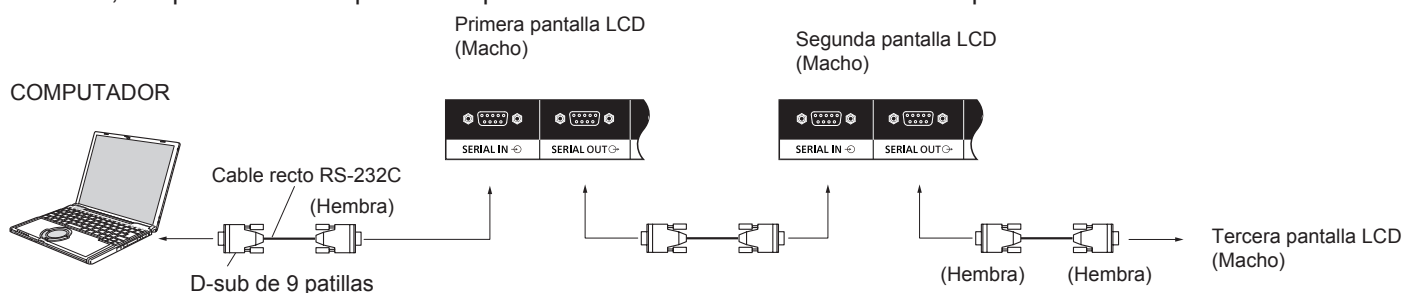 Primera pantalla LCD
(Macho)
Segunda pantalla LCD
(Macho)
COMPUTADOR
SERIAL IN
SERIAL OUT
SERIAL IN
SERIAL OUT
Cable recto RS-232C
(Hembra)
D-sub de 9 patillas
(Hembra)
(Hembra)
Tercera pantalla LCD
(Macho)